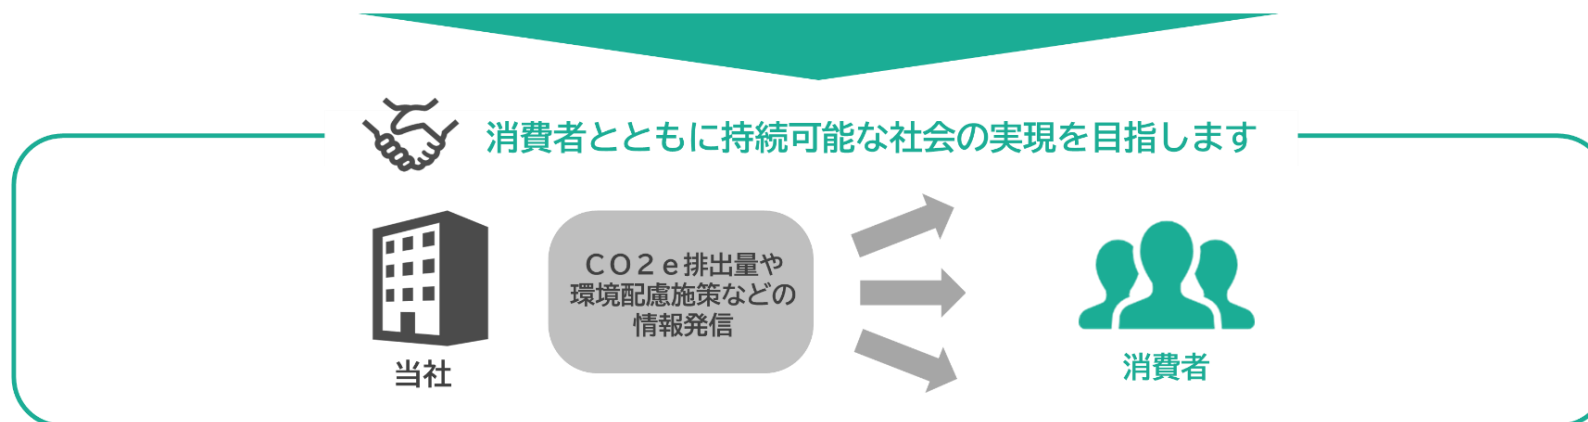 消費者とともに持続可能な社会の実現を目指します
ＣＯ２ｅ排出量や
環境配慮施策などの
情報発信
当社
消費者